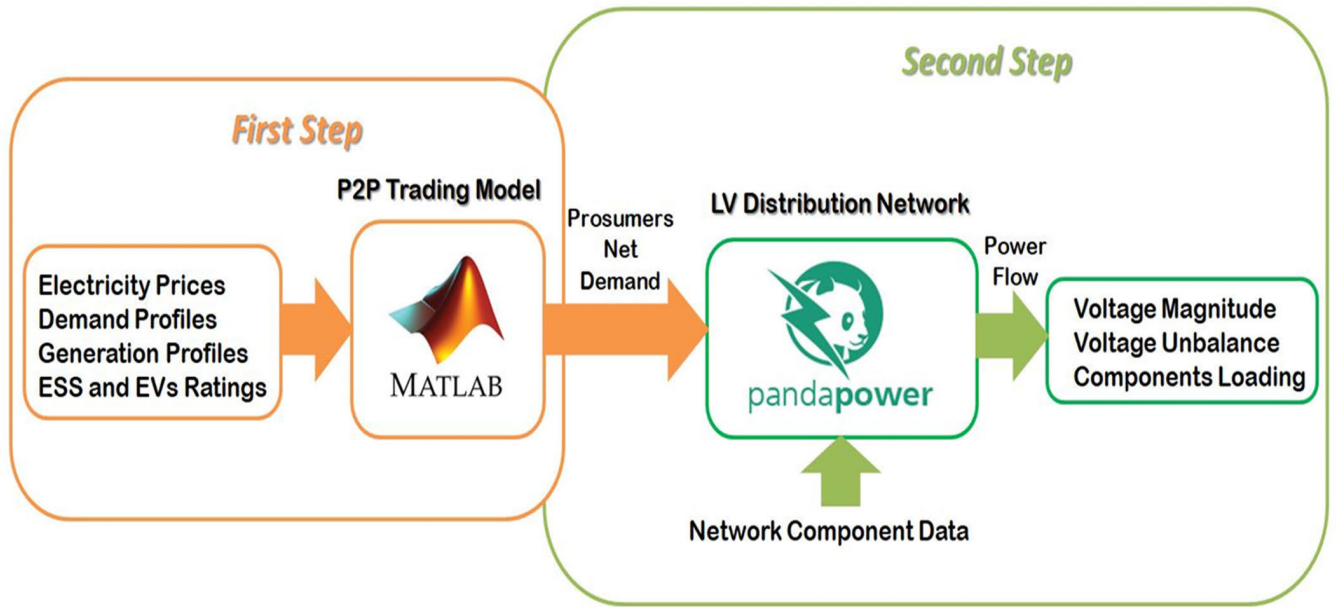 First Step
Second Step
P2P Trading Model
Electricity Prices
Demand Profiles
Generation Profiles
ESS and EVs Ratings
MATLAB
Prosumers
Net
Demand
LV Distribution Network
pandapower
Network Component Data
Power
Flow
Voltage Magnitude
Voltage Unbalance
Components Loading